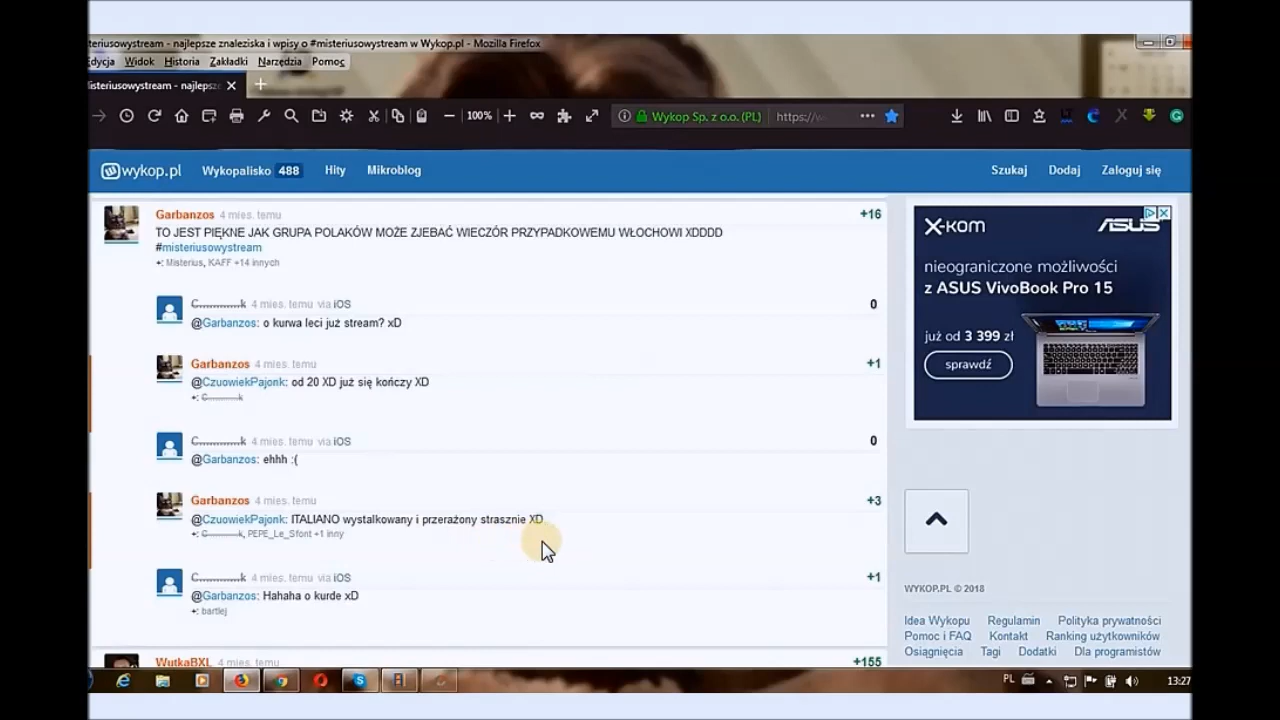 steriusowystream - najlepsze znaleziska i wpisy o #misteriusowystream w Wykop.pl - Mozilla Firefox
Edycja Widok Historia Zakładki Narzędzia Pomoc
misteriusowystream - najleps
100% Wykop Sp. z o.o. (PL) https://w
wykop.pl Wykopalisko 488 Hity Mikroblog Szukaj Dodaj Zaloguj się
Garbanzos 4 mies. temu +16
TO JEST PIĘKNE JAK GRUPA POLAKÓW MOŻE ZJEBAĆ WIECZÓR PRZYPADKOWEMU WŁOCHOWI XDDDD
#misteriusowystream
+: Misterius, KAFF +14 innych
C............k 4 mies. temu via iOS 0
@Garbanzos: o kurwa leci już stream? xD
Garbanzos 4 mies. temu +1
@CzuowiekPajonk: od 20 XD już się kończy XD
+: C............k
C............k 4 mies. temu via iOS 0
@Garbanzos: ehhh :(
Garbanzos 4 mies. temu +3
@CzuowiekPajonk: ITALIANO wystalkowany i przerażony strasznie XD
+: C............k, PEPE_Le_Sfont +1 inny
C............k 4 mies. temu via iOS +1
@Garbanzos: Hahaha o kurde xD
+: bartlej
WutkaBXL 4 mies. temu +155
x-kom ASUS
nieograniczone możliwości
z ASUS VivoBook Pro 15
już od 3 399 zł
sprawdź
WYKOP.PL © 2018
Idea Wykopu Regulamin Polityka prywatności
Pomoc i FAQ Kontakt Ranking użytkowników
Osiągnięcia Tagi Dodatki Dla programistów
PL 13:27